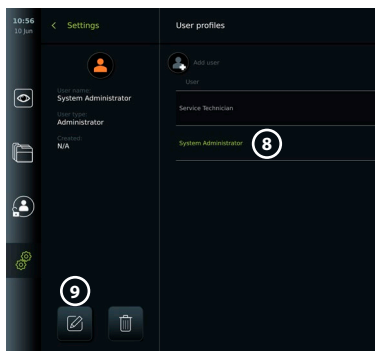 10:56
10 Jun
Settings
User name:
System Administrator
User type:
Administrator
Created:
N/A
9
User profiles
Add user
User
Service Technician
System Administrator
8